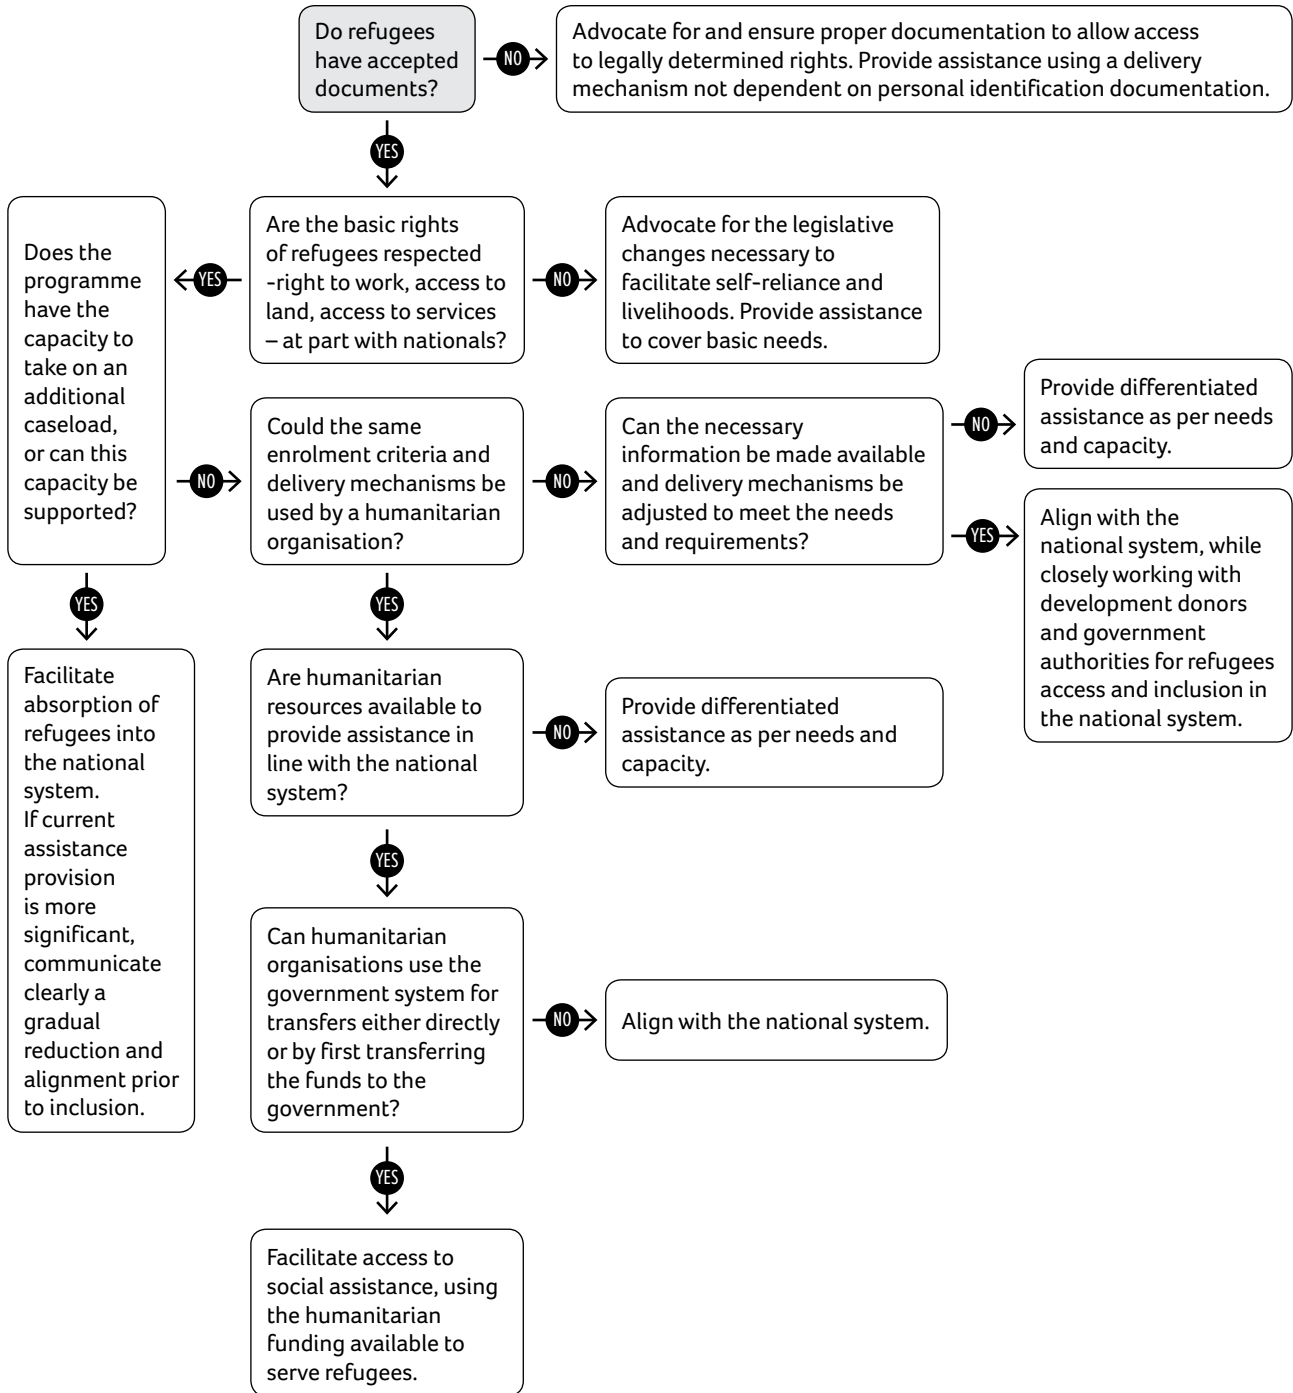 Do refugees
have accepted
documents?
NO
Advocate for and ensure proper documentation to allow access
to legally determined rights. Provide assistance using a delivery
mechanism not dependent on personal identification documentation.
YES
Are the basic rights
of refugees respected
-right to work, access to
land, access to services
– at part with nationals?
NO
Advocate for the legislative
changes necessary to
facilitate self-reliance and
livelihoods. Provide assistance
to cover basic needs.
YES
Does the
programme
have the
capacity to
take on an
additional
caseload,
or can this
capacity be
supported?
NO
Could the same
enrolment criteria and
delivery mechanisms be
used by a humanitarian
organisation?
NO
Can the necessary
information be made available
and delivery mechanisms be
adjusted to meet the needs
and requirements?
NO
Provide differentiated
assistance as per needs
and capacity.
YES
Align with the
national system, while
closely working with
development donors
and government
authorities for refugees
access and inclusion in
the national system.
YES
Facilitate
absorption of
refugees into
the national
system.
If current
assistance
provision
is more
significant,
communicate
clearly a
gradual
reduction and
alignment prior
to inclusion.
YES
Are humanitarian
resources available to
provide assistance in
line with the national
system?
NO
Provide differentiated
assistance as per needs and
capacity.
YES
Can humanitarian
organisations use the
government system for
transfers either directly
or by first transferring
the funds to the
government?
NO
Align with the national system.
YES
Facilitate access to
social assistance, using
the humanitarian
funding available to
serve refugees.